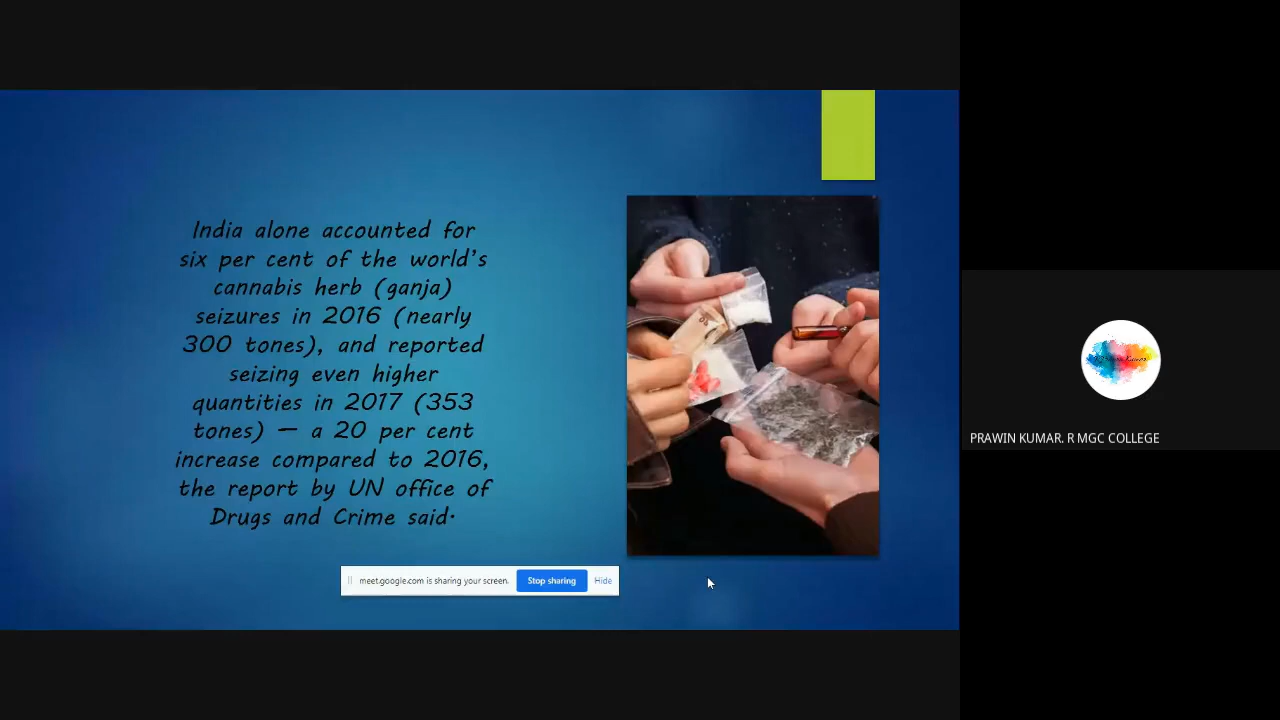 India alone accounted for
six per cent of the world's
cannabis herb (ganja)
seizures in 2016 (nearly
300 tones), and reported
seizing even higher
quantities in 2017 (353
tones) – a 20 per cent
increase compared to 2016,
the report by UN office of
Drugs and Crime said.
meet.google.com is sharing your screen. Stop sharing Hide
PRAWIN KUMAR. R MGC COLLEGE